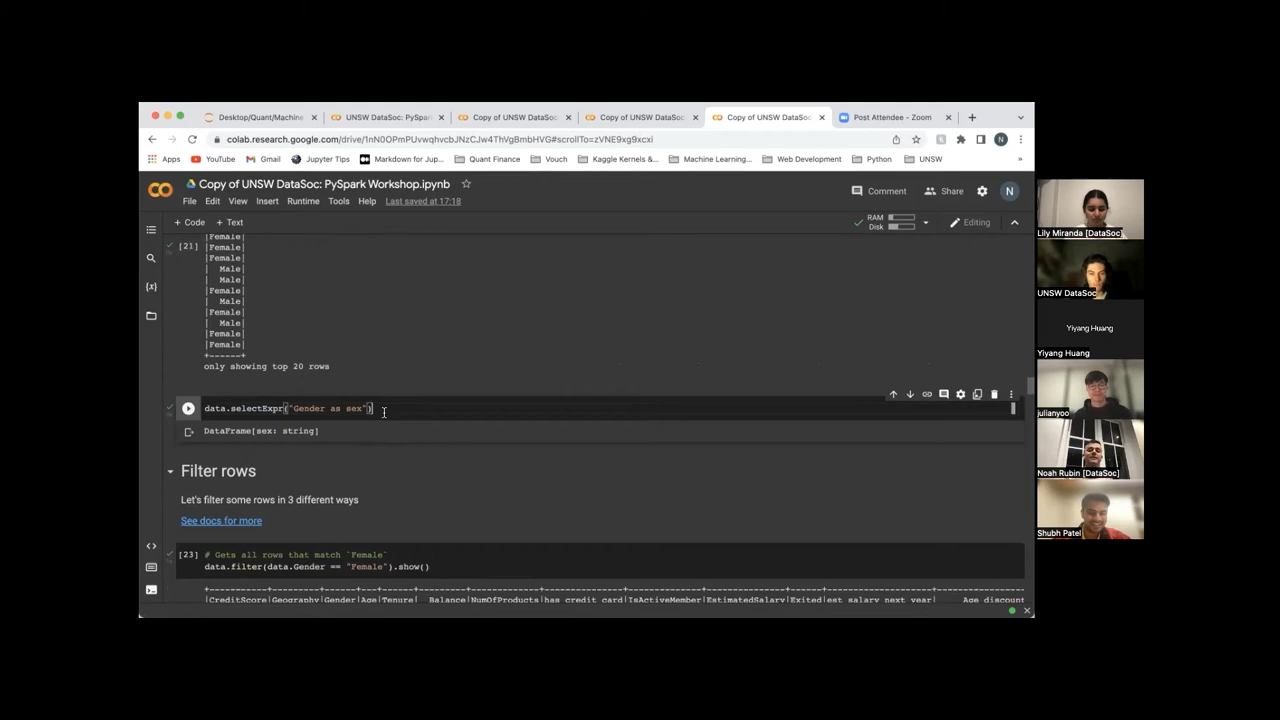 Desktop/Quant/Machine
UNSW DataSoc: PySpar
Copy of UNSW DataSoc:
Copy of UNSW DataSoc:
Copy of UNSW DataSoc:
Post Attendee - Zoom
colab.research.google.com/drive/1nN0OPmPUvwqhvcbJNzCJw4ThVgBmbHVG#scrollTo=zVNE9xg9xcxi
N
Apps
YouTube
Gmail
Jupyter Tips
Markdown for Jup...
Quant Finance
Vouch
Kaggle Kernels &...
Machine Learning...
Web Development
Python
UNSW
»
Copy of UNSW DataSoc: PySpark Workshop.ipynb
Comment
Share
N
File Edit View Insert Runtime Tools Help Last saved at 17:18
+ Code + Text
RAM
Disk
Editing
|Female|
[21] |Female|
|Female|
| Male|
| Male|
|Female|
| Male|
|Female|
| Male|
|Female|
|Female|
+------+
only showing top 20 rows
data.selectExpr("Gender as sex")
DataFrame[sex: string]
Filter rows
Let's filter some rows in 3 different ways
See docs for more
[23] # Gets all rows that match `Female`
data.filter(data.Gender == "Female").show()
|CreditScore|Geography|Gender|Age|Tenure| Balance|NumOfProducts|has credit card|IsActiveMember|EstimatedSalary|Exited|est salary next year| Age discount
Lily Miranda [DataSoc]
UNSW DataSoc
Yiyang Huang
Yiyang Huang
julianyoo
Noah Rubin [DataSoc]
Shubh Patel